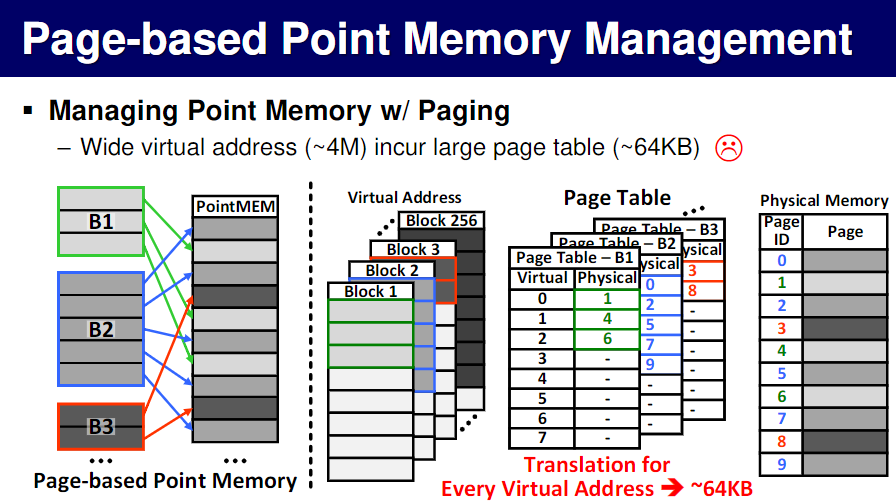 Page-based Point Memory Management
▪ Managing Point Memory w/ Paging
– Wide virtual address (~4M) incur large page table (~64KB)
B1
B2
B3
...
PointMEM
...
Page-based Point Memory
Virtual Address
Block 256
Block 3
Block 2
Block 1
Page Table
Page Table – B3
Page Table – B2
Page Table – B1
Virtual Physical
0 1
1 4
2 6
3 -
4 -
5 -
6 -
7 -
ysical
0
2
5
7
9
-
-
-
ysical
3
8
-
-
-
-
-
-
Translation for
Every Virtual Address ➔ ~64KB
Physical Memory
Page ID Page
0
1
2
3
4
5
6
7
8
9